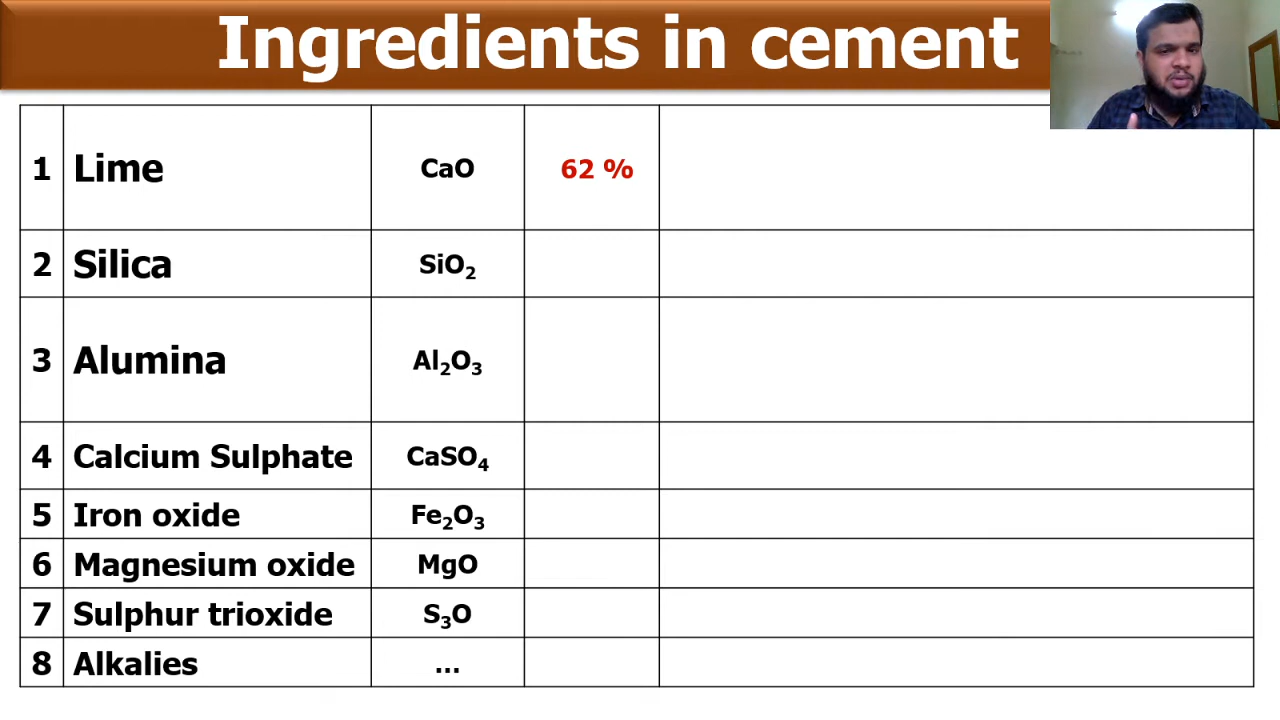 Ingredients in cement
1 Lime CaO 62 %
2 Silica SiO₂
3 Alumina Al₂O₃
4 Calcium Sulphate CaSO₄
5 Iron oxide Fe₂O₃
6 Magnesium oxide MgO
7 Sulphur trioxide S₃O
8 Alkalies ...